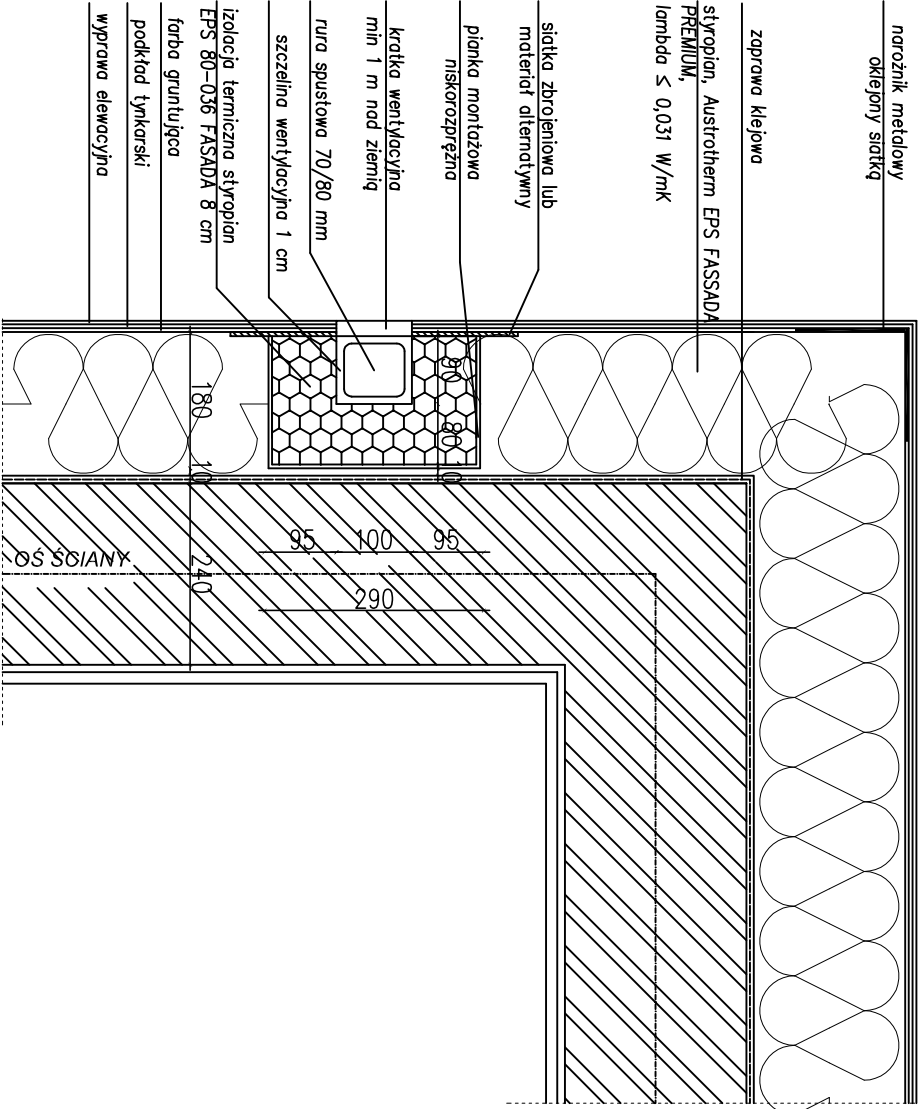 narożnik metalowy
oklejony siatką
zaprawa klejowa
styropian, Austrotherm EPS FASSADA
PREMIUM,
lambda ≤ 0,031 W/mK
siatka zbrojeniowa lub
materiał alternatywny
pianka montażowa
niskorozprężna
kratka wentylacyjna
min 1 m nad ziemią
rura spustowa 70/80 mm
szczelina wentylacyjna 1 cm
izolacja termiczna styropian
EPS 80-036 FASADA 8 cm
farba gruntująca
podkład tynkarski
wyprawa elewacyjna
90
80
10
180
10
240
95
100
95
290
OŚ ŚCIANY